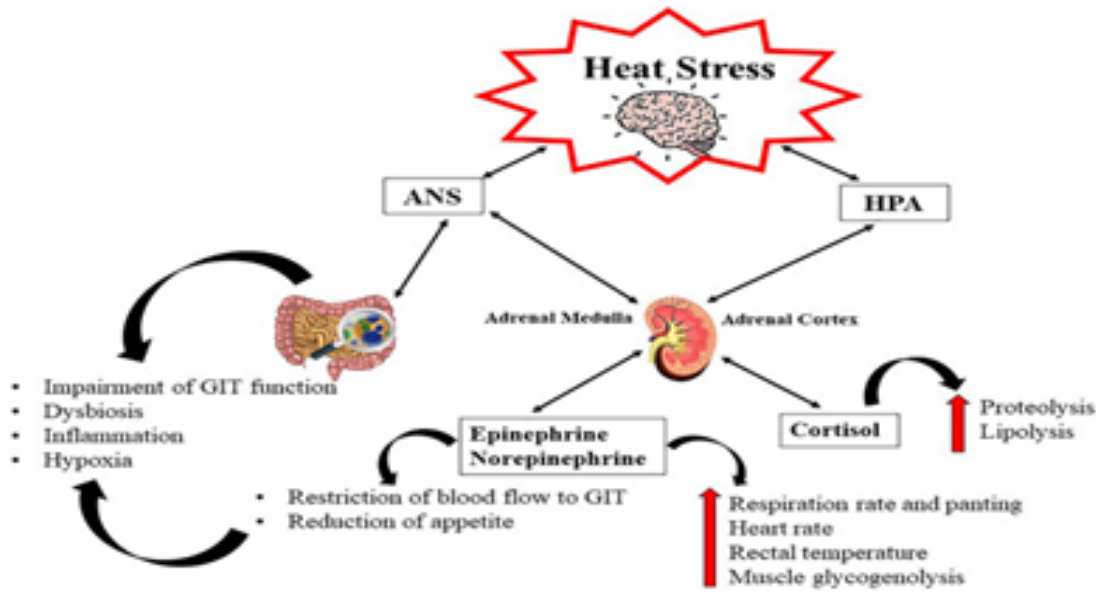 Heat Stress
ANS
HPA
Adrenal Medulla
Adrenal Cortex
• Impairment of GIT function
• Dysbiosis
• Inflammation
• Hypoxia
Epinephrine
Norepinephrine
Cortisol
Proteolysis
Lipolysis
• Restriction of blood flow to GIT
• Reduction of appetite
Respiration rate and panting
Heart rate
Rectal temperature
Muscle glycogenolysis